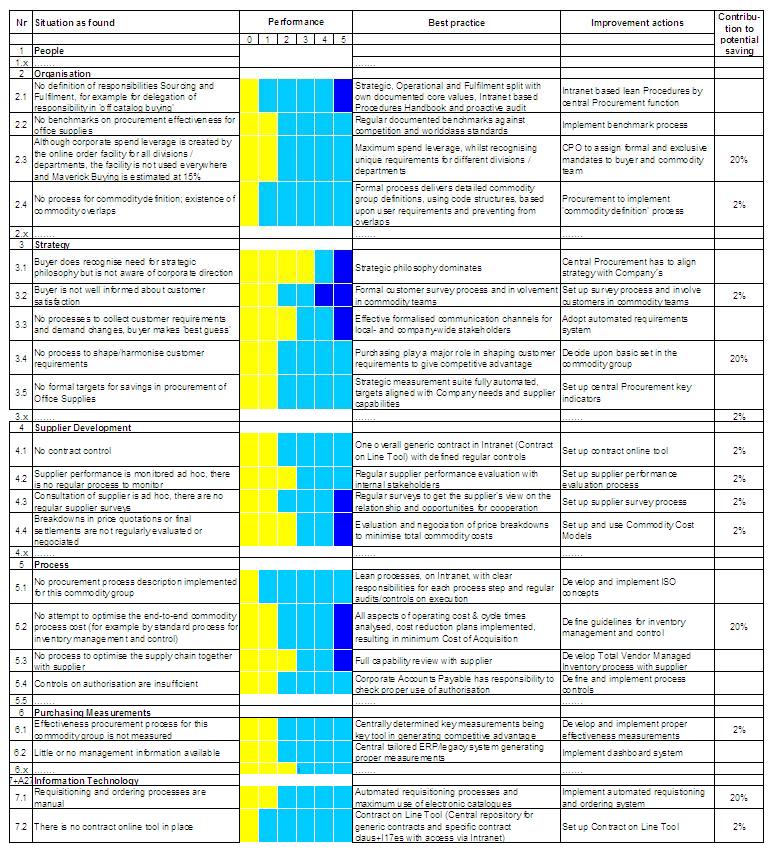 Nr Situation as found Performance Best practice Improvement actions Contribu-
tion to
potential
saving
0 1 2 3 4 5
1 People
1.x ....... .......
2 Organisation
2.1 No definition of responsibilities Sourcing and
Fulfilment, for example for delegation of
responsibility in 'off catalog buying'
Strategic, Operational and Fulfilment split with
own documented core values, Intranet based
Procedures Handbook and proactive audit
Intranet based lean Procedures by
central Procurement function
2.2 No benchmarks on procurement effectiveness for
office supplies
Regular documented benchmarks against
competition and worldclass standards
Implement benchmark process
2.3 Although corporate spend leverage is created by
the online order facility for all divisions /
departments, the facility is not used everywhere
and Maverick Buying is estimated at 15%
Maximum spend leverage, whilst recognising
unique requirements for different divisions /
departments
CPO to assign formal and exclusive
mandates to buyer and commodity
team
20%
2.4 No process for commodity definition; existence of
commodity overlaps
Formal process delivers detailed commodity
group definitions, using code structures, based
upon user requirements and preventing from
overlaps
Procurement to implement
'commodity definition' process
2%
2.x ....... ....... .......
3 Strategy
3.1 Buyer does recognise need for strategic
philosophy but is not aware of corporate direction
Strategic philosophy dominates
Central Procurement has to align
strategy with Company's
3.2 Buyer is not well informed about customer
satisfaction
Formal customer survey process and involvement
in commodity teams
Set up survey process and involve
customers in commodity teams
2%
3.3 No processes to collect customer requirements
and demand changes, buyer makes 'best guess'
Effective formalised communication channels for
local- and company-wide stakeholders
Adopt automated requirements
system
3.4 No process to shape/harmonise customer
requirements
Purchasing play a major role in shaping customer
requirements to give competitive advantage
Decide upon basic set in the
commodity group
20%
3.5 No formal targets for savings in procurement of
Office Supplies
Strategic measurement suite fully automated,
targets aligned with Company needs and supplier
capabilities
Set up central Procurement key
indicators
3.x ....... ....... ....... 2%
4 Supplier Development
4.1 No contract control
One overall generic contract in Intranet (Contract
on Line Tool) with defined regular controls
Set up contract online tool
2%
4.2 Supplier performance is monitored ad hoc, there
is no regular process to monitor
Regular supplier performance evaluation with
internal stakeholders
Set up supplier performance
evaluation process
2%
4.3 Consultation of supplier is ad hoc, there are no
regular supplier surveys
Regular surveys to get the supplier's view on the
relationship and opportunities for cooperation
Set up supplier survey process
2%
4.4 Breakdowns in price quotations or final
settlements are not regularly evaluated or
negotiated
Evaluation and negociation of price breakdowns
to minimise total commodity costs
Set up and use Commodity Cost
Models
2%
4.x ....... ....... .......
5 Process
5.1 No procurement process description implemented
for this commodity group
Lean processes, on Intranet, with clear
responsibilities for each process step and regular
audits/controls on execution
Develop and implement ISO
concepts
5.2 No attempt to optimise the end-to-end commodity
process cost (for example by standard process for
inventory management and control)
All aspects of operating cost & cycle times
analysed, cost reduction plans implemented,
resulting in minimum Cost of Acquisition
Define guidelines for inventory
management and control
20%
5.3 No process to optimise the supply chain together
with supplier
Full capability review with supplier
Develop Total Vendor Managed
Inventory process with supplier
5.4 Controls on authorisation are insufficient
Corporate Accounts Payable has responsibility to
check proper use of authorisation
Define and implement process
controls
5.5 ....... ....... .......
6 Purchasing Measurements
6.1 Effectiveness procurement process for this
commodity group is not measured
Centrally determined key measurements being
key tool in generating competive advantage
Develop and implement proper
effectiveness measurements
2%
6.2 Little or no management information available
Central tailored ERP/legacy system generating
proper measurements
Implement dashboard system
6.x ....... ....... .......
7+A27 Information Technology
7.1 Requisitioning and ordering processes are
manual
Automated requisitioning processes and
maximum use of electronic catalogues
Implement automated requistioning
and ordering system
20%
7.2 There is no contract online tool in place
Contract on Line Tool (Central repository for
generic contracts and specific contract
claus+I17es with access via Intranet)
Set up Contract on Line Tool
2%